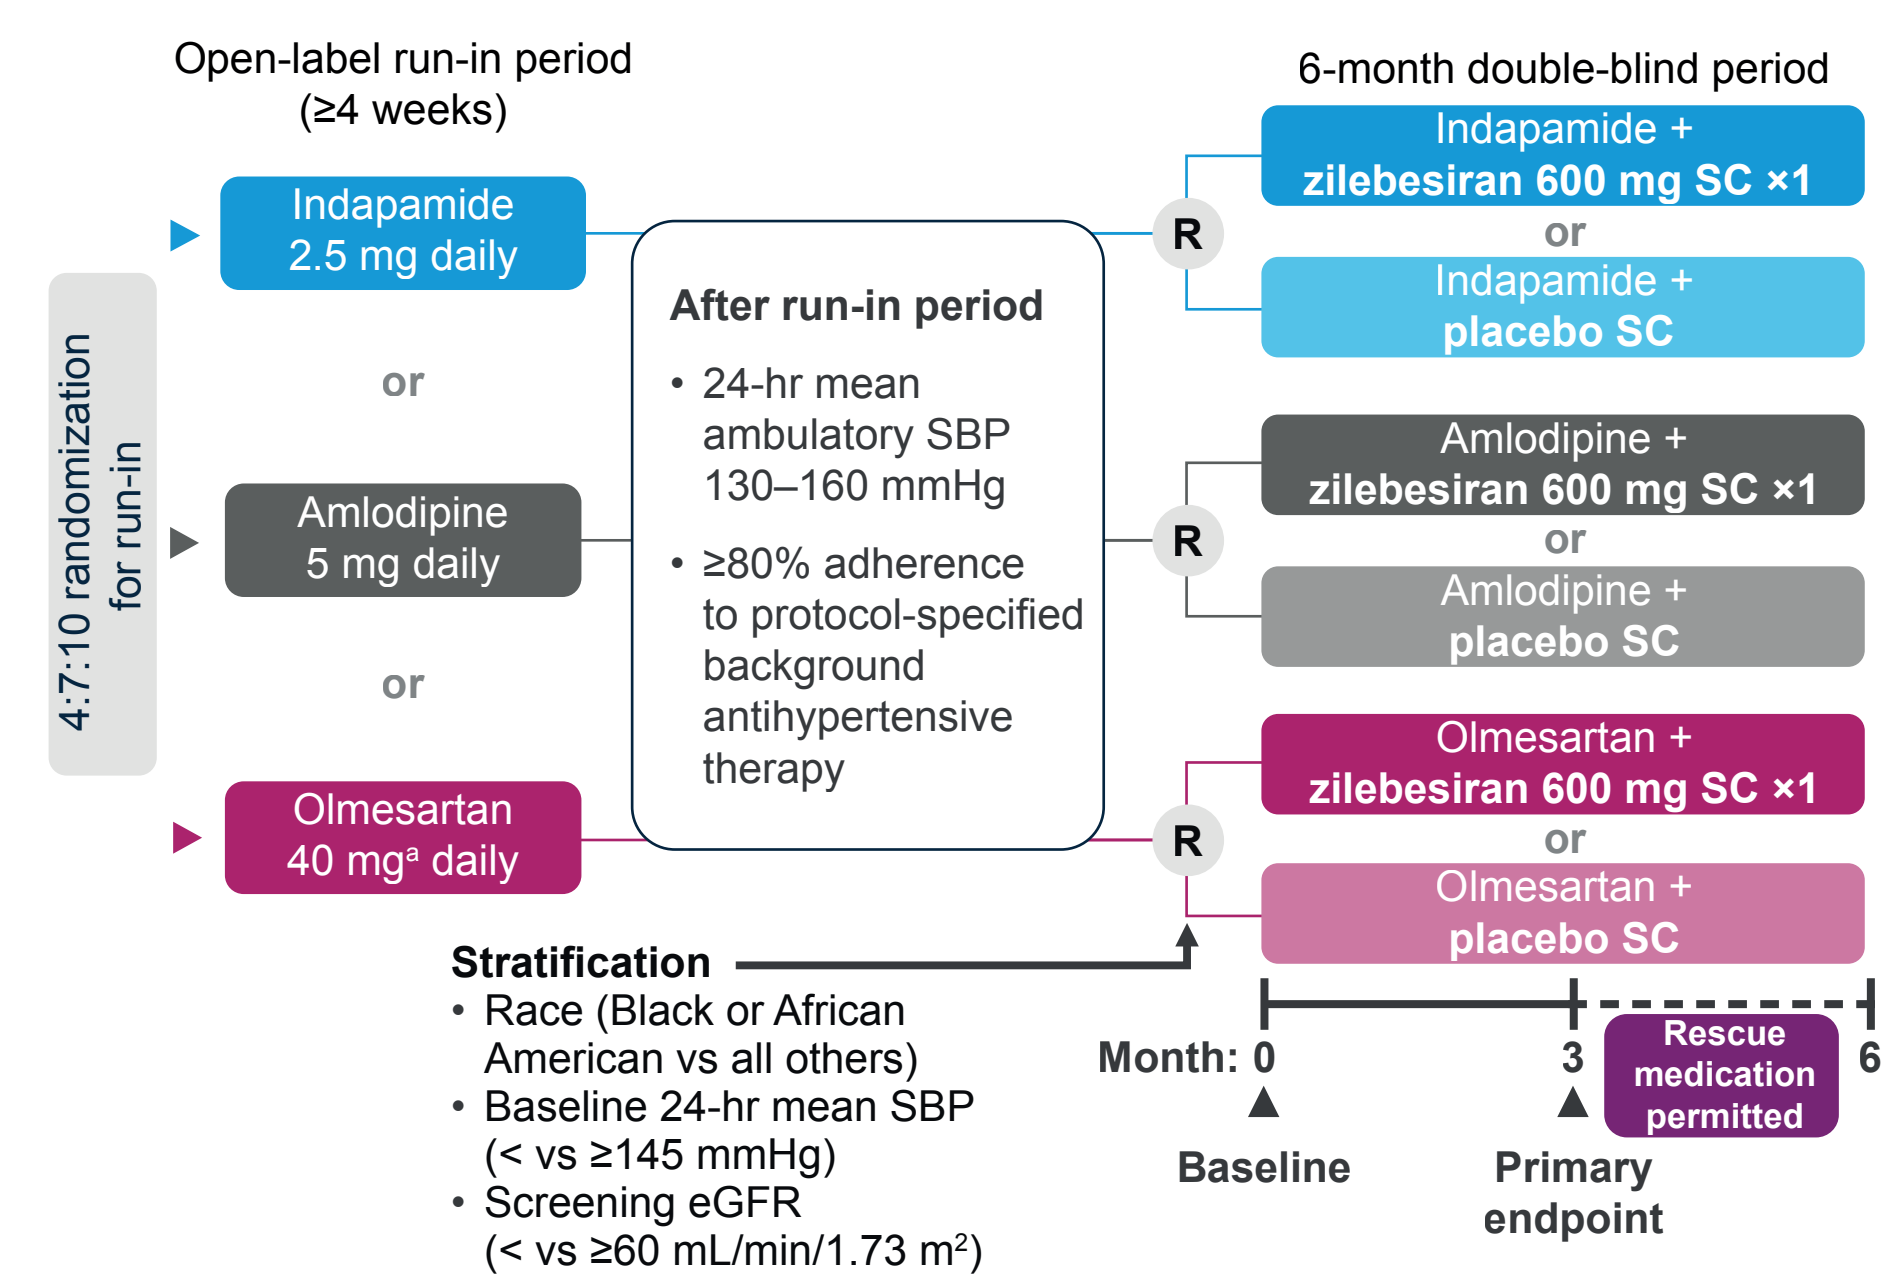 Open-label run-in period
(≥4 weeks)
6-month double-blind period
4:7:10 randomization
for run-in
Indapamide
2.5 mg daily
or
Amlodipine
5 mg daily
or
Olmesartan
40 mgᵃ daily
After run-in period
• 24-hr mean
ambulatory SBP
130–160 mmHg
• ≥80% adherence
to protocol-specified
background
antihypertensive
therapy
R
Indapamide +
zilebesiran 600 mg SC ×1
or
Indapamide +
placebo SC
R
Amlodipine +
zilebesiran 600 mg SC ×1
or
Amlodipine +
placebo SC
R
Olmesartan +
zilebesiran 600 mg SC ×1
or
Olmesartan +
placebo SC
Stratification
• Race (Black or African
American vs all others)
• Baseline 24-hr mean SBP
(< vs ≥145 mmHg)
• Screening eGFR
(< vs ≥60 mL/min/1.73 m²)
Month: 0 3 6
Rescue
medication
permitted
Baseline
Primary
endpoint